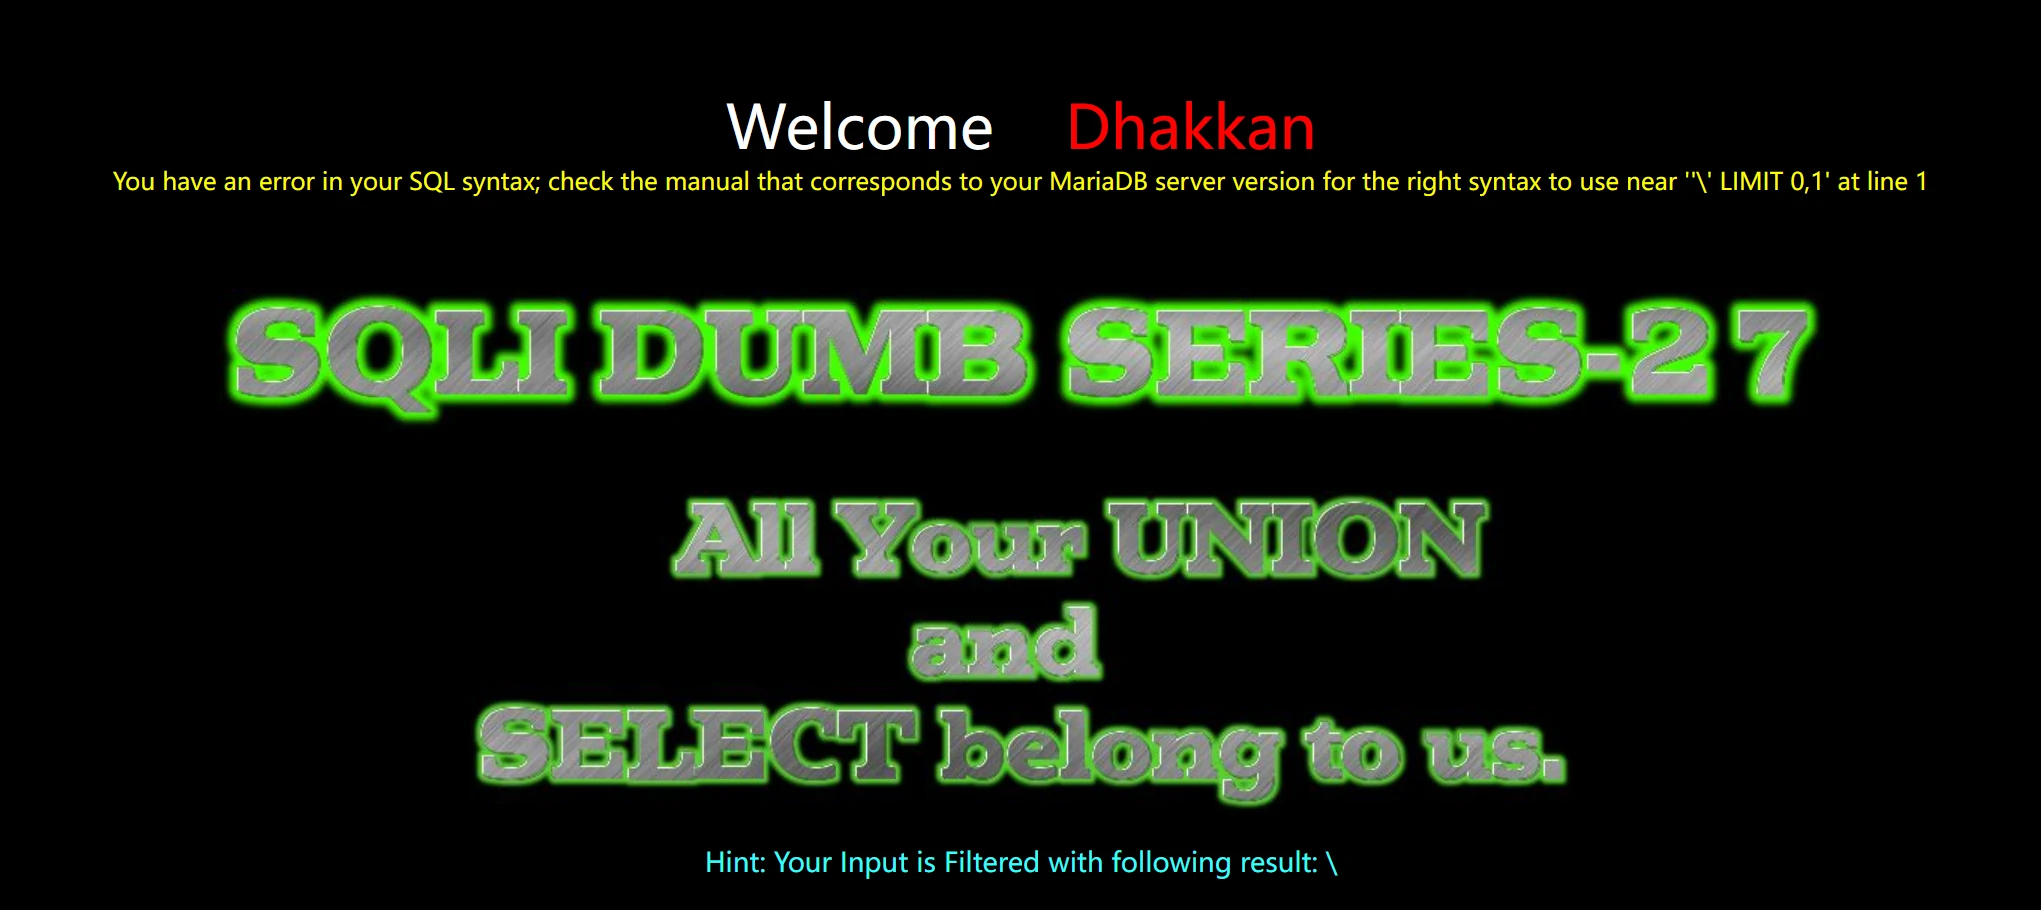 Welcome Dhakkan
You have an error in your SQL syntax; check the manual that corresponds to your MariaDB server version for the right syntax to use near ''\' LIMIT 0,1' at line 1
SQLI DUMB SERIES-27
All Your UNION
and
SELECT belong to us.
Hint: Your Input is Filtered with following result: \